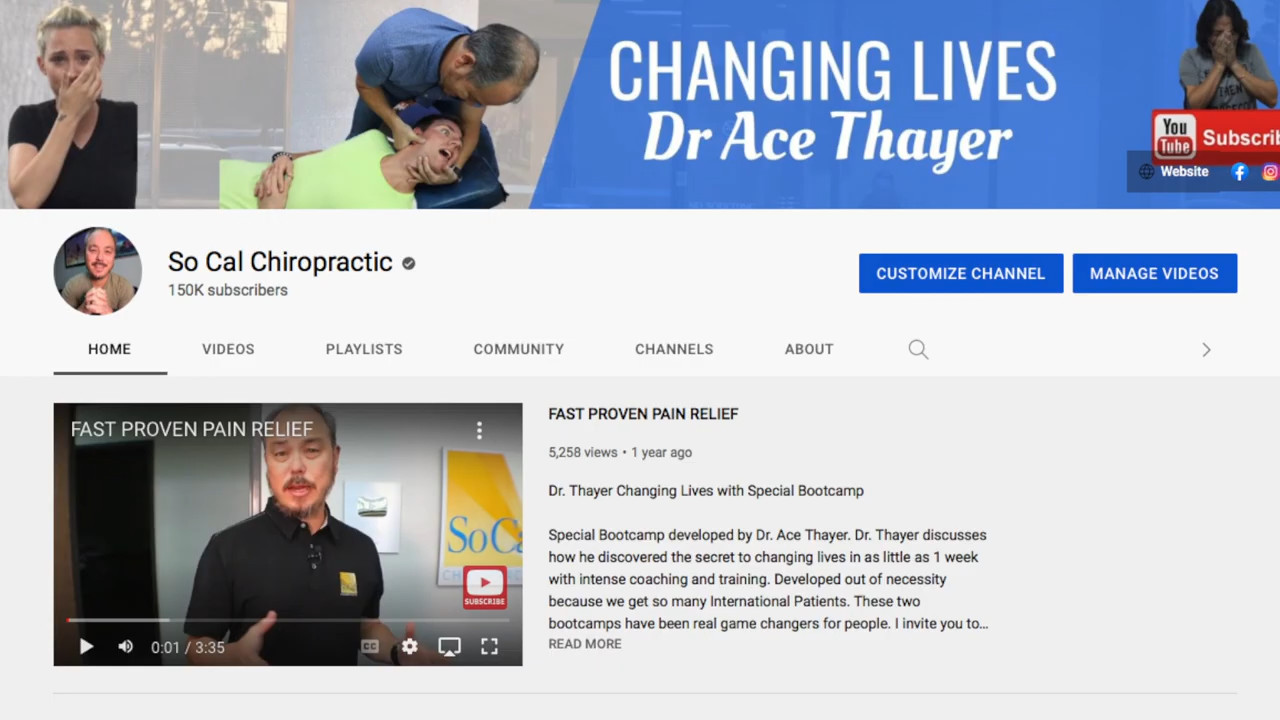 CHANGING LIVES
Dr Ace Thayer
You
Tube
Subscrib
Website
So Cal Chiropractic
150K subscribers
CUSTOMIZE CHANNEL
MANAGE VIDEOS
HOME
VIDEOS
PLAYLISTS
COMMUNITY
CHANNELS
ABOUT
FAST PROVEN PAIN RELIEF
SoCa
SUBSCRIBE
0:01 / 3:35
CC
FAST PROVEN PAIN RELIEF
5,258 views • 1 year ago
Dr. Thayer Changing Lives with Special Bootcamp
Special Bootcamp developed by Dr. Ace Thayer. Dr. Thayer discusses
how he discovered the secret to changing lives in as little as 1 week
with intense coaching and training. Developed out of necessity
because we get so many International Patients. These two
bootcamps have been real game changers for people. I invite you to...
READ MORE